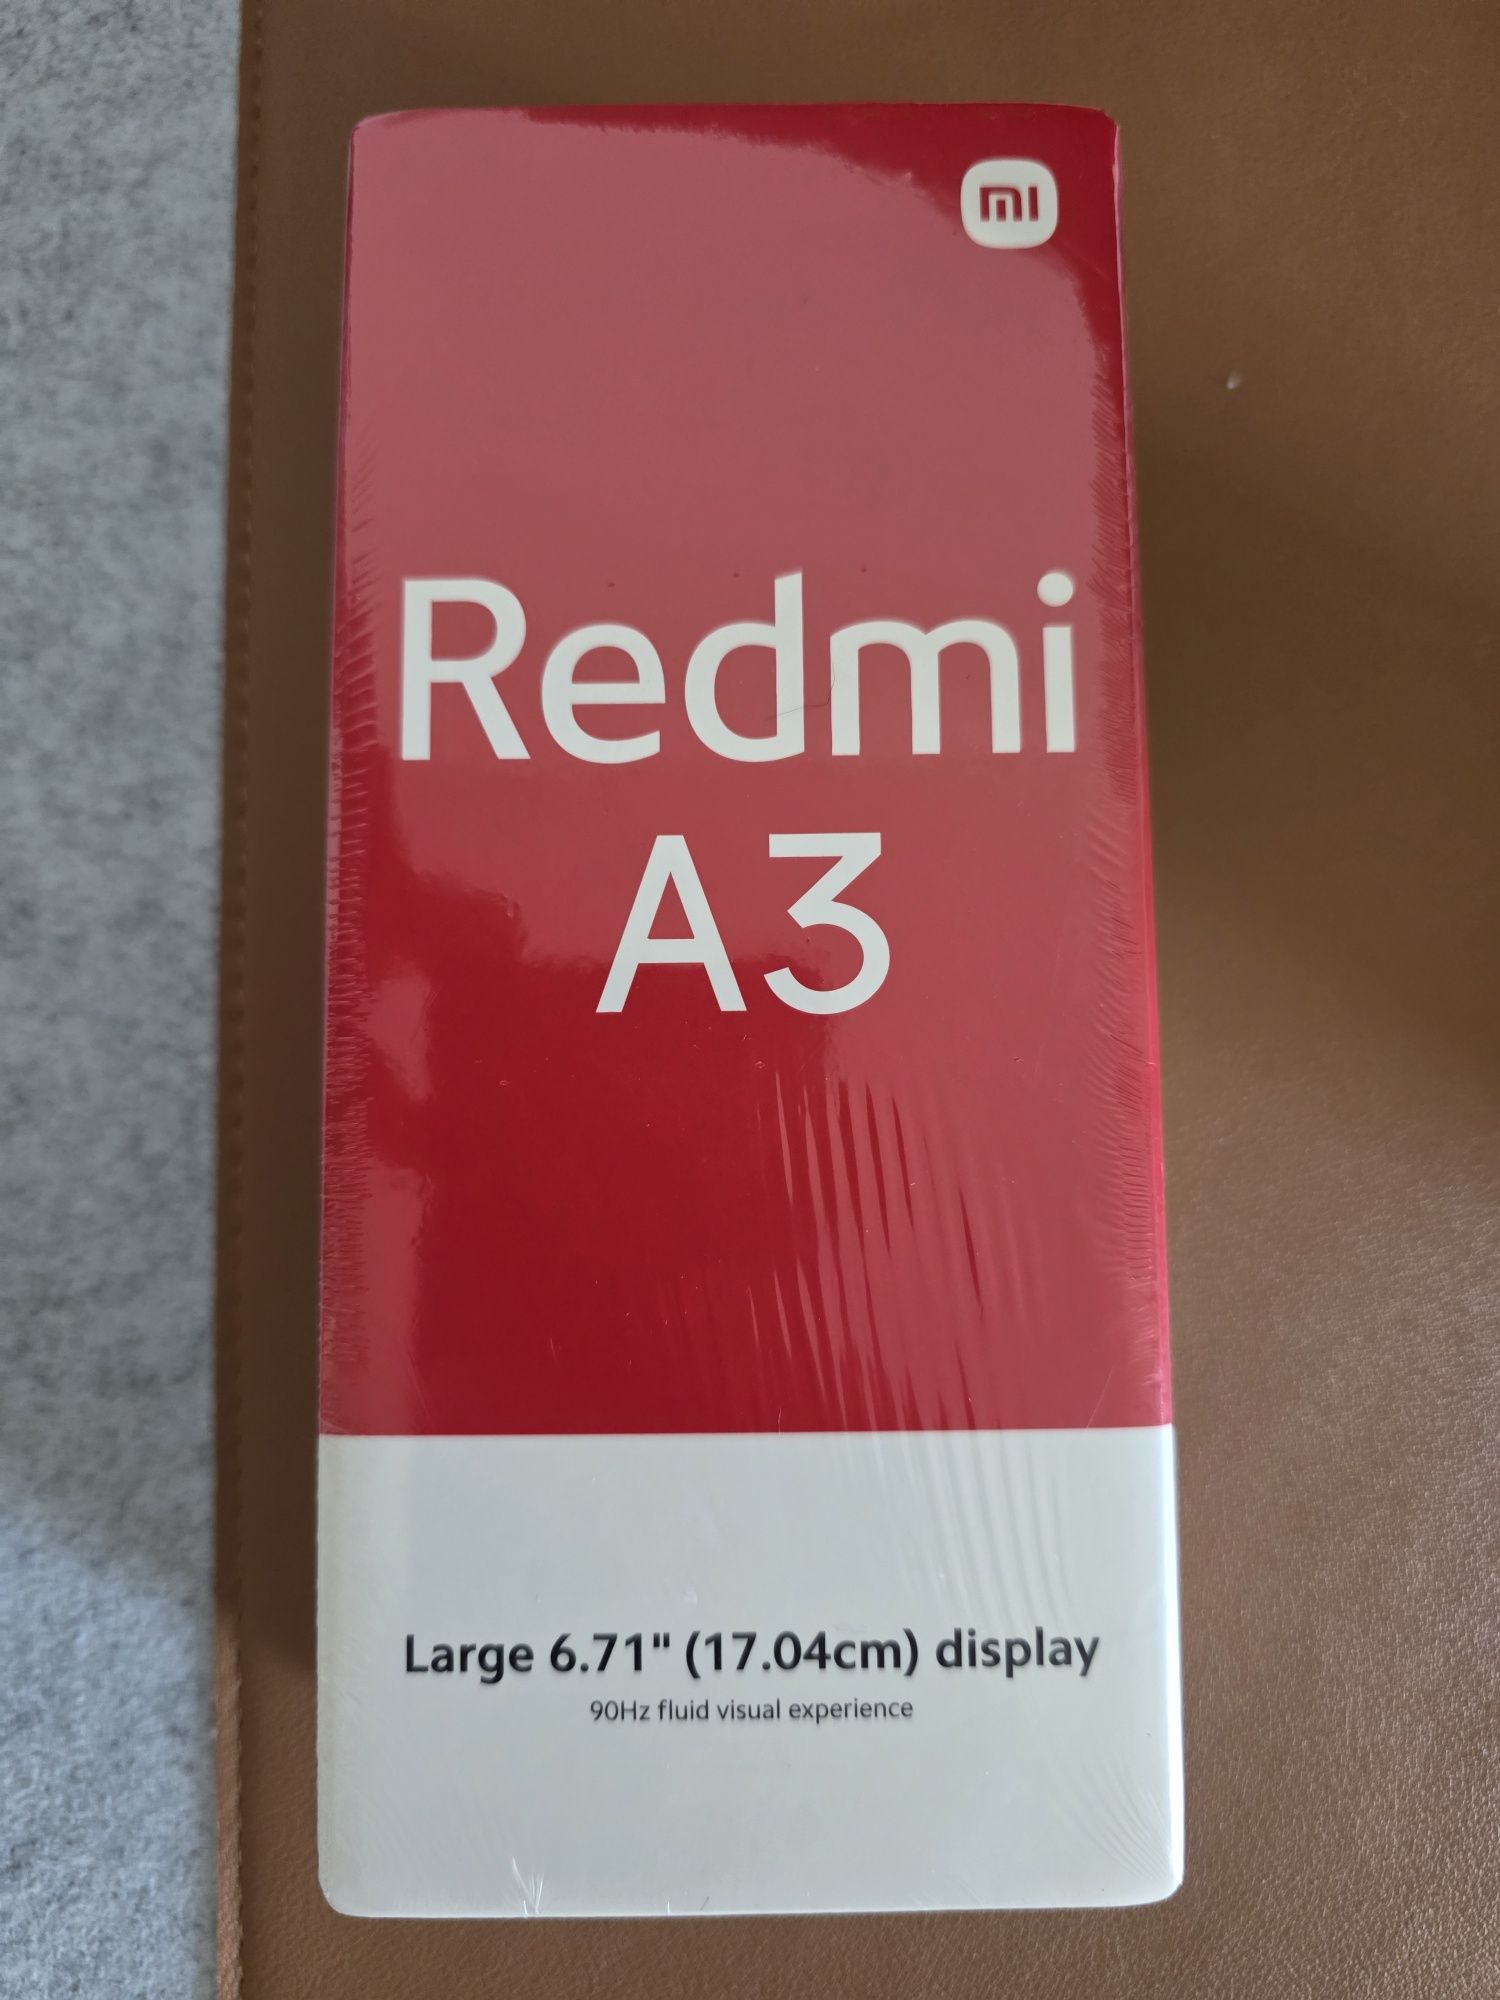 mi
Redmi
A3
Large 6.71" (17.04cm) display
90Hz fluid visual experience